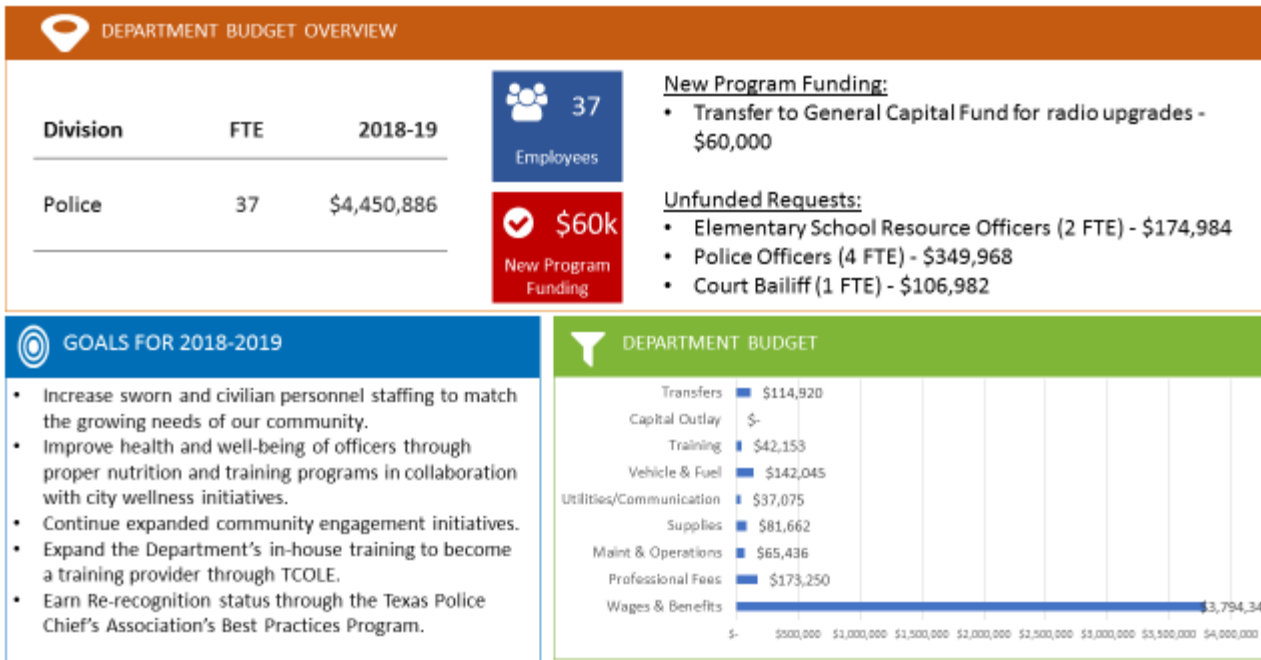 DEPARTMENT BUDGET OVERVIEW
Division FTE 2018-19
Police 37 $4,450,886
37
Employees
$60k
New Program
Funding
New Program Funding:
• Transfer to General Capital Fund for radio upgrades -
$60,000
Unfunded Requests:
• Elementary School Resource Officers (2 FTE) - $174,984
• Police Officers (4 FTE) - $349,968
• Court Bailiff (1 FTE) - $106,982
GOALS FOR 2018-2019
• Increase sworn and civilian personnel staffing to match
the growing needs of our community.
• Improve health and well-being of officers through
proper nutrition and training programs in collaboration
with city wellness initiatives.
• Continue expanded community engagement initiatives.
• Expand the Department's in-house training to become
a training provider through TCOLE.
• Earn Re-recognition status through the Texas Police
Chief's Association's Best Practices Program.
DEPARTMENT BUDGET
Transfers $114,920
Capital Outlay $-
Training $42,153
Vehicle & Fuel $142,045
Utilities/Communication $37,075
Supplies $81,662
Maint & Operations $65,436
Professional Fees $173,250
Wages & Benefits $3,794,34
$- $500,000 $1,000,000 $1,500,000 $2,000,000 $2,500,000 $3,000,000 $3,500,000 $4,000,000